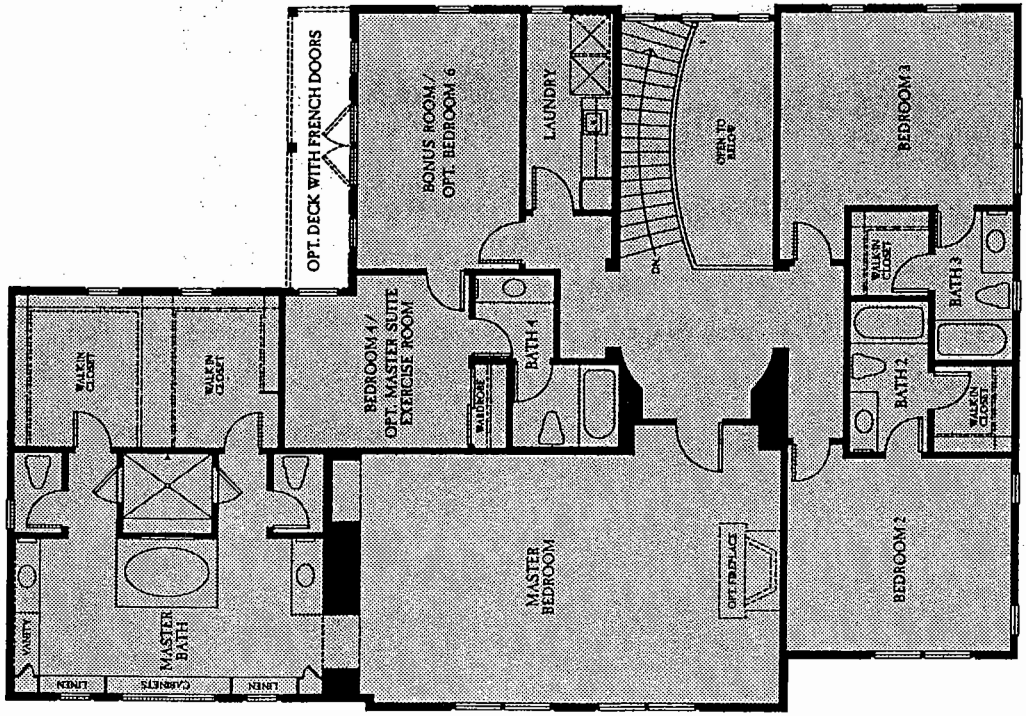 OPT. DECK WITH FRENCH DOORS
BONUS ROOM/
OPT. BEDROOM 6
LAUNDRY
DN
OPEN TO
BELOW
BEDROOM 3
WALK-IN
CLOSET
BATH 3
WALK-IN
CLOSET
WALK-IN
CLOSET
BEDROOM 4/
OPT. MASTER SUITE
EXERCISE ROOM
WARDROBE
BATH 4
BATH 2
WALK-IN
CLOSET
MASTER
BEDROOM
OPT. FIREPLACE
BEDROOM 2
VANITY
MASTER
BATH
LINEN
CABINETS
LINEN